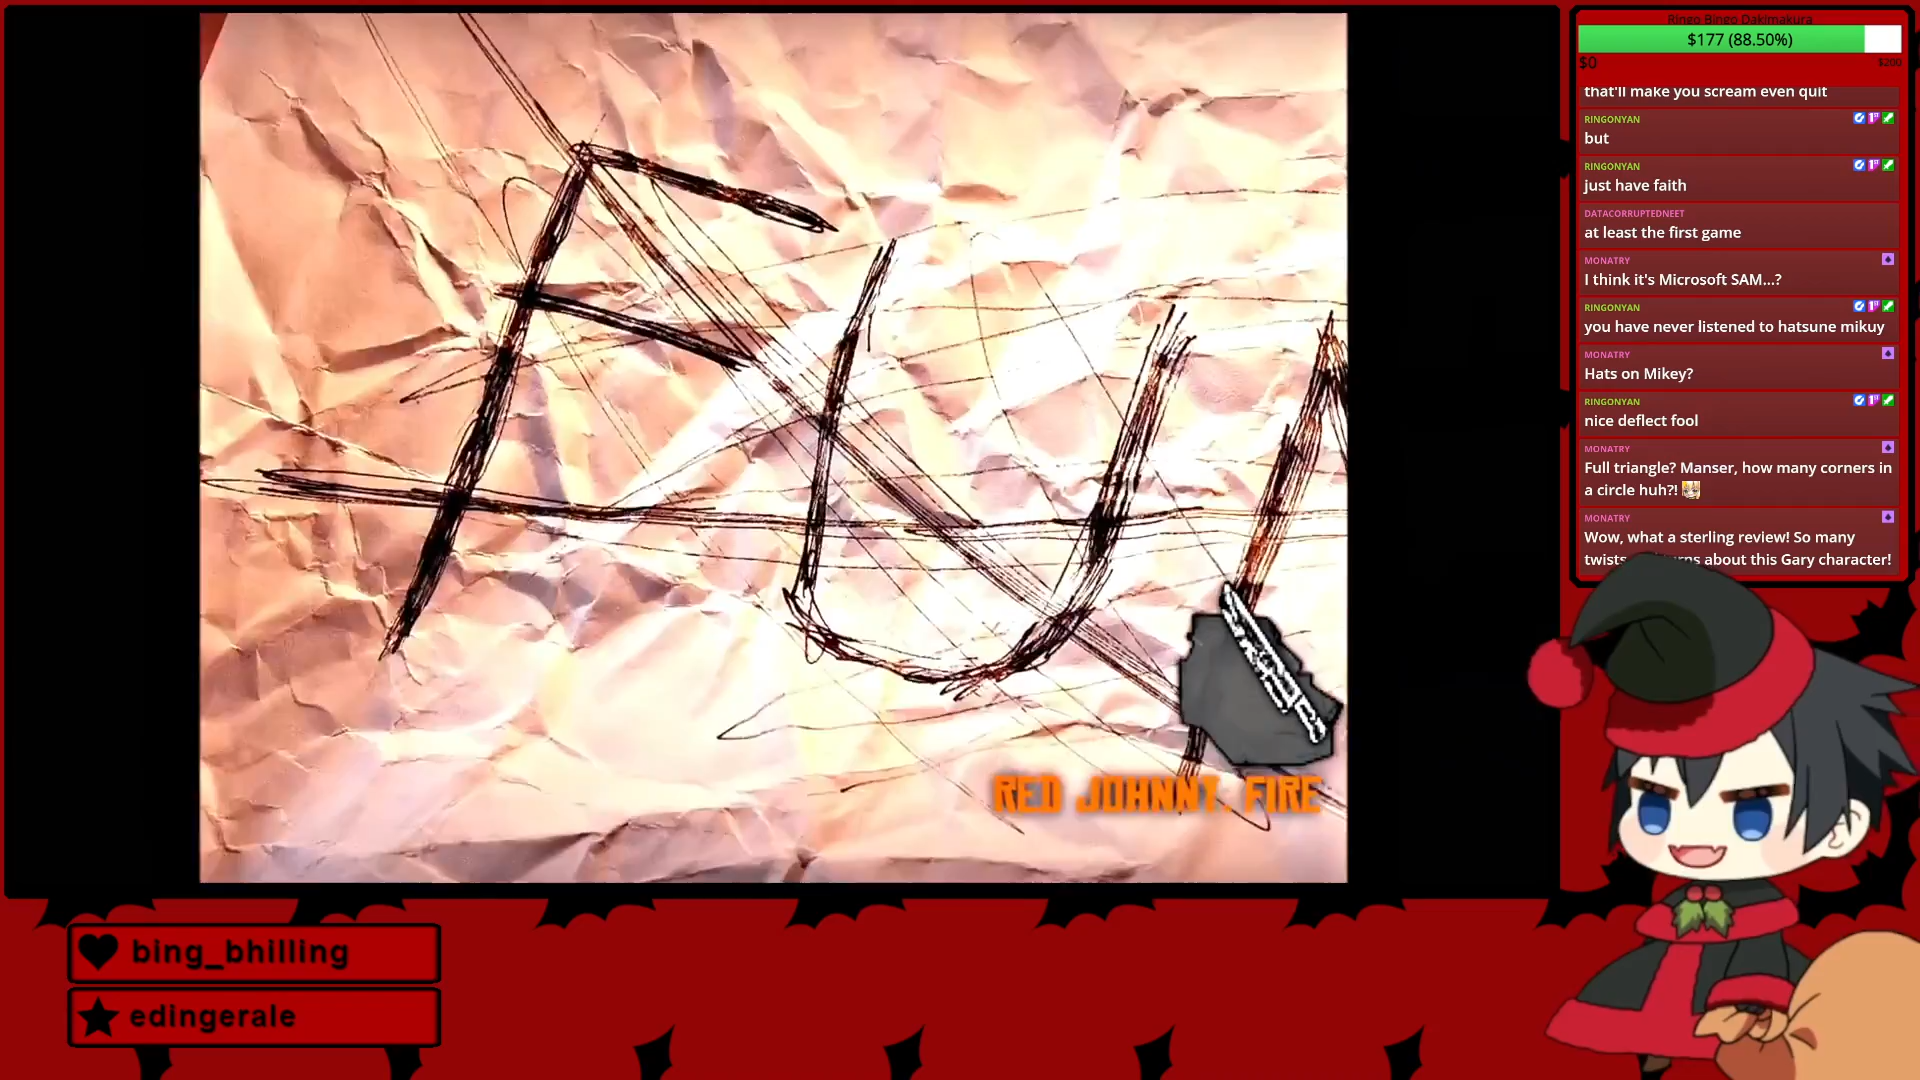 FUN
RED JOHNNY. FIRE
Ringo Bingo Dakimakura
$177 (88.50%)
$0
$200
that'll make you scream even quit
RINGONYAN
but
RINGONYAN
just have faith
DATACORRUPTEDNEET
at least the first game
MONATRY
I think it's Microsoft SAM...?
RINGONYAN
you have never listened to hatsune mikuy
MONATRY
Hats on Mikey?
RINGONYAN
nice deflect fool
MONATRY
Full triangle? Manser, how many corners in
a circle huh?!
MONATRY
Wow, what a sterling review! So many
about this Gary character!
bing_bhilling
edingerale